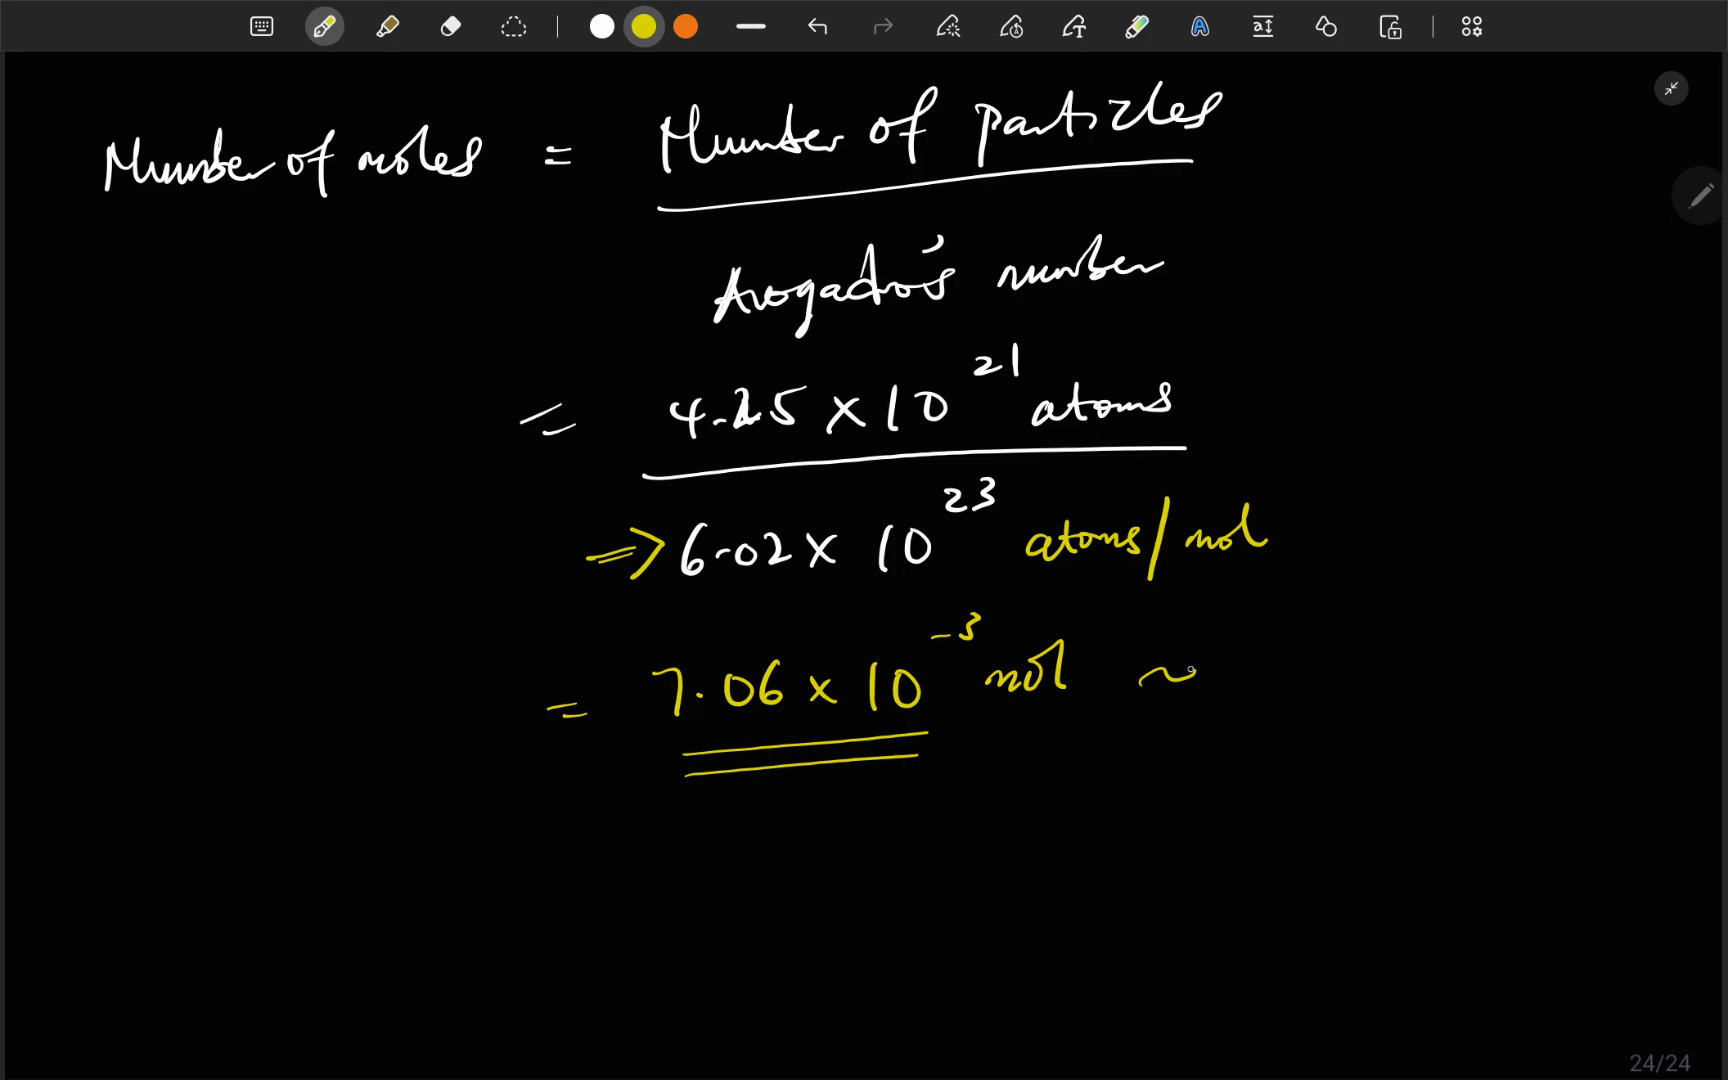 Number of moles = Number of particles
Avogadro's number
= 4.25 × 10^21 atoms
⇒ 6.02 × 10^23 atoms/mol
= 7.06 × 10^-3 mol ~
24/24